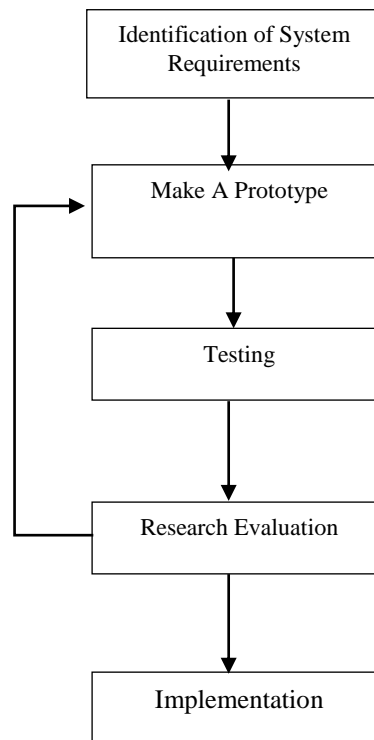 Identification of System
Requirements
Make A Prototype
Testing
Research Evaluation
Implementation